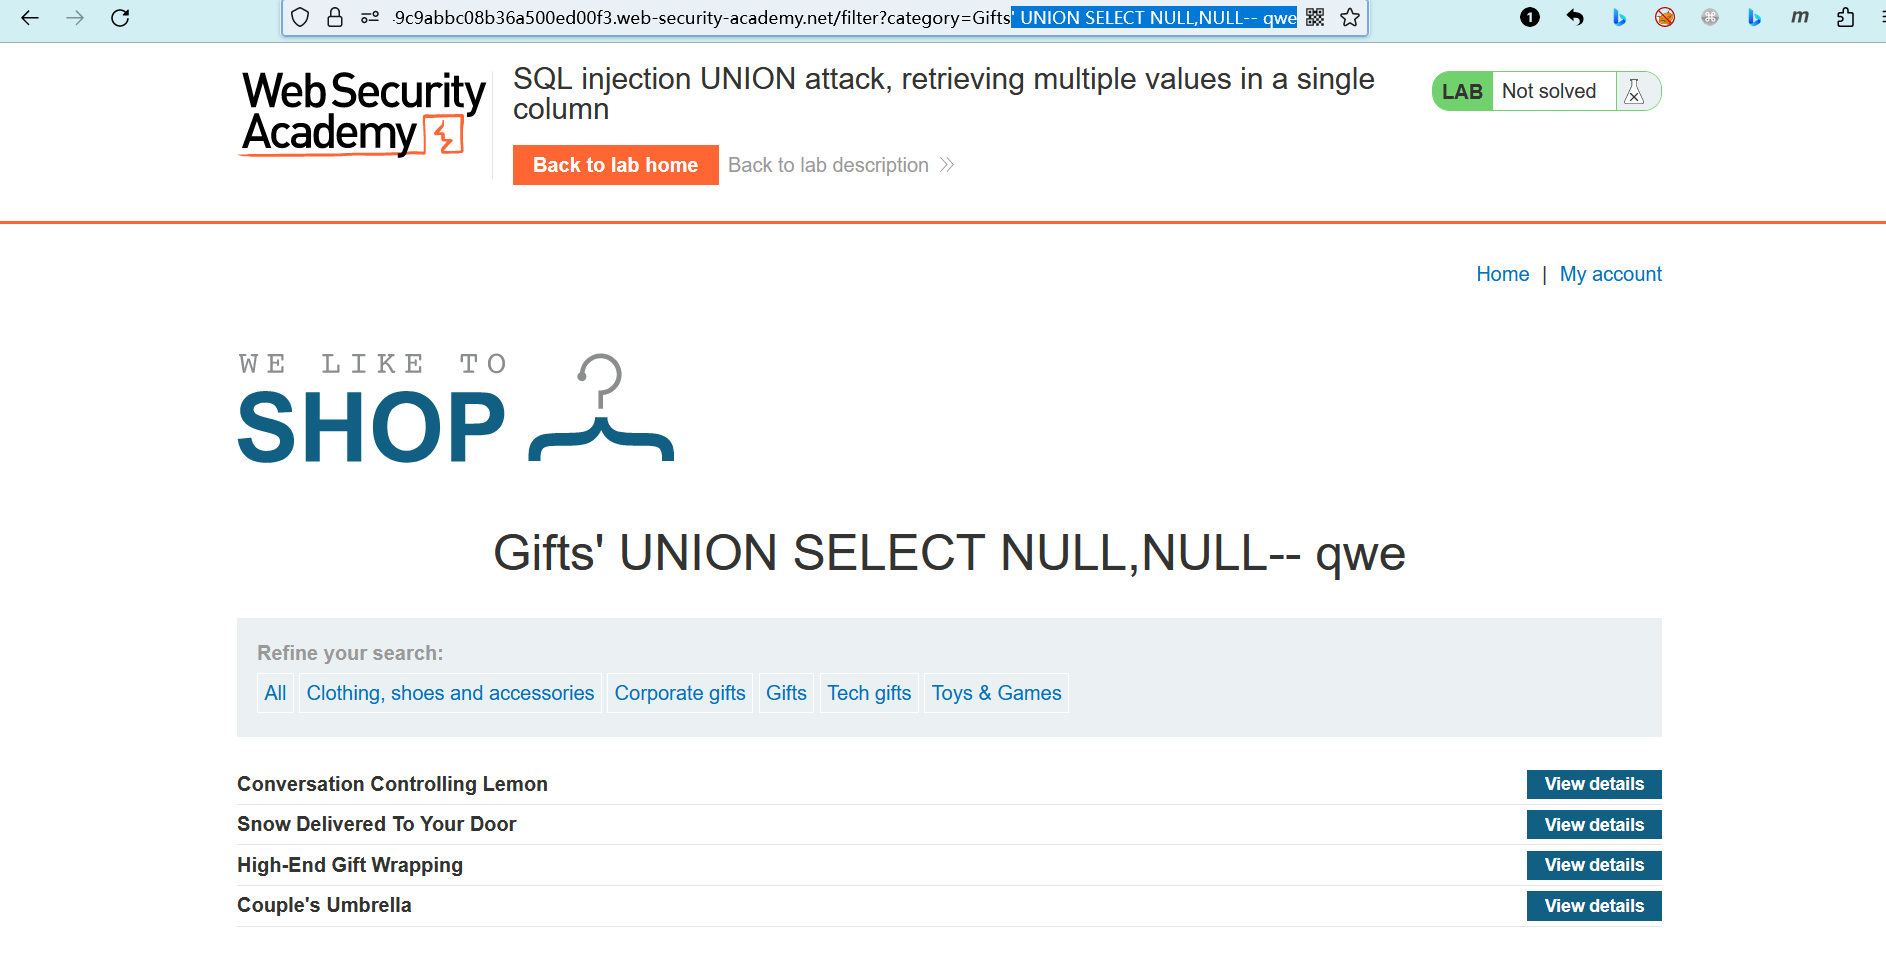 -9c9abbc08b36a500ed00f3.web-security-academy.net/filter?category=Gifts' UNION SELECT NULL,NULL-- qwe
1
m
Web Security
Academy
SQL injection UNION attack, retrieving multiple values in a single
column
LAB Not solved
Back to lab home Back to lab description
Home | My account
WE LIKE TO
SHOP
Gifts' UNION SELECT NULL,NULL-- qwe
Refine your search:
All Clothing, shoes and accessories Corporate gifts Gifts Tech gifts Toys & Games
Conversation Controlling Lemon View details
Snow Delivered To Your Door View details
High-End Gift Wrapping View details
Couple's Umbrella View details